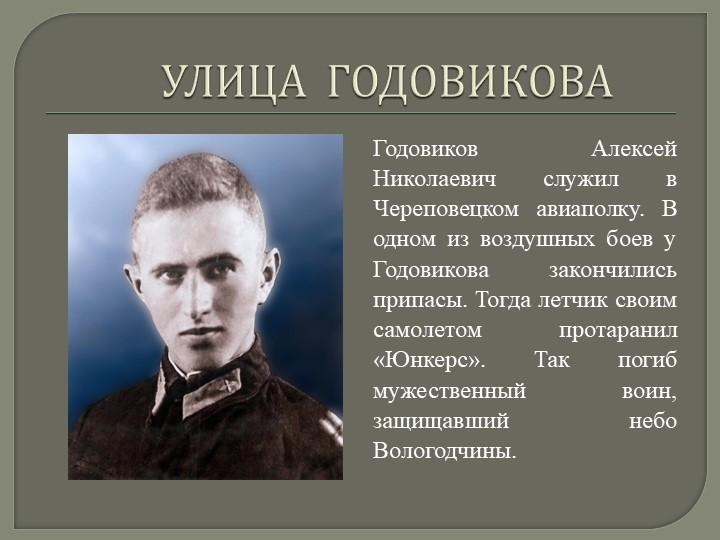 УЛИЦА ГОДОВИКОВА
Годовиков Алексей
Николаевич служил в
Череповецком авиаполку. В
одном из воздушных боев у
Годовикова закончились
припасы. Тогда летчик своим
самолетом протаранил
«Юнкерс». Так погиб
мужественный воин,
защищавший небо
Вологодчины.